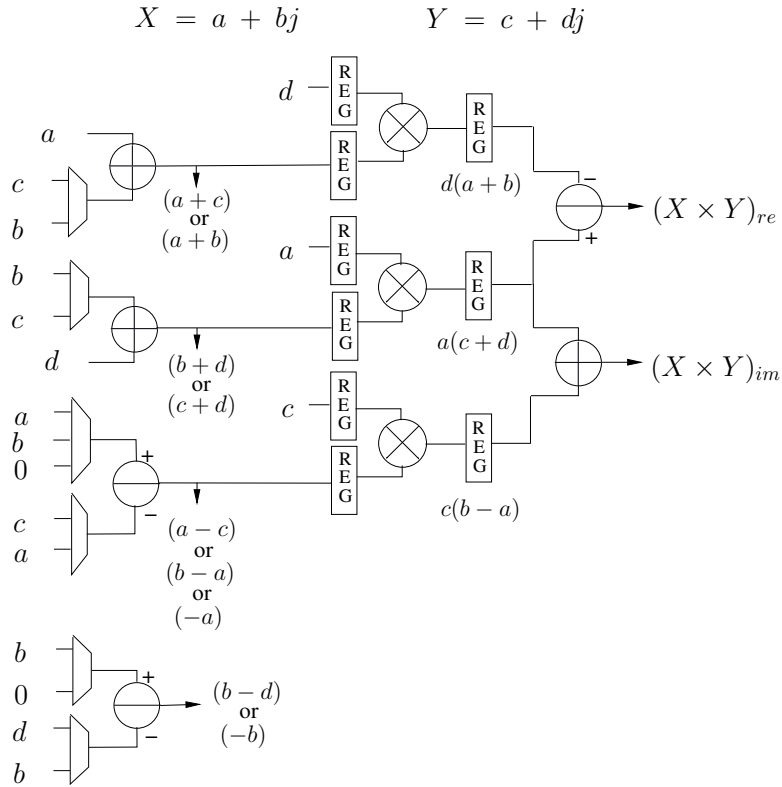 X = a + bj
Y = c + dj
d
REG
REG
REG
d(a + b)
a
c
b
(a + c)
or
(a + b)
−
+
(X × Y)re
a
REG
REG
REG
a(c + d)
b
c
d
(b + d)
or
(c + d)
(X × Y)im
c
REG
REG
REG
c(b − a)
a
b
0
c
a
+
−
(a − c)
or
(b − a)
or
(−a)
b
0
d
b
+
−
(b − d)
or
(−b)